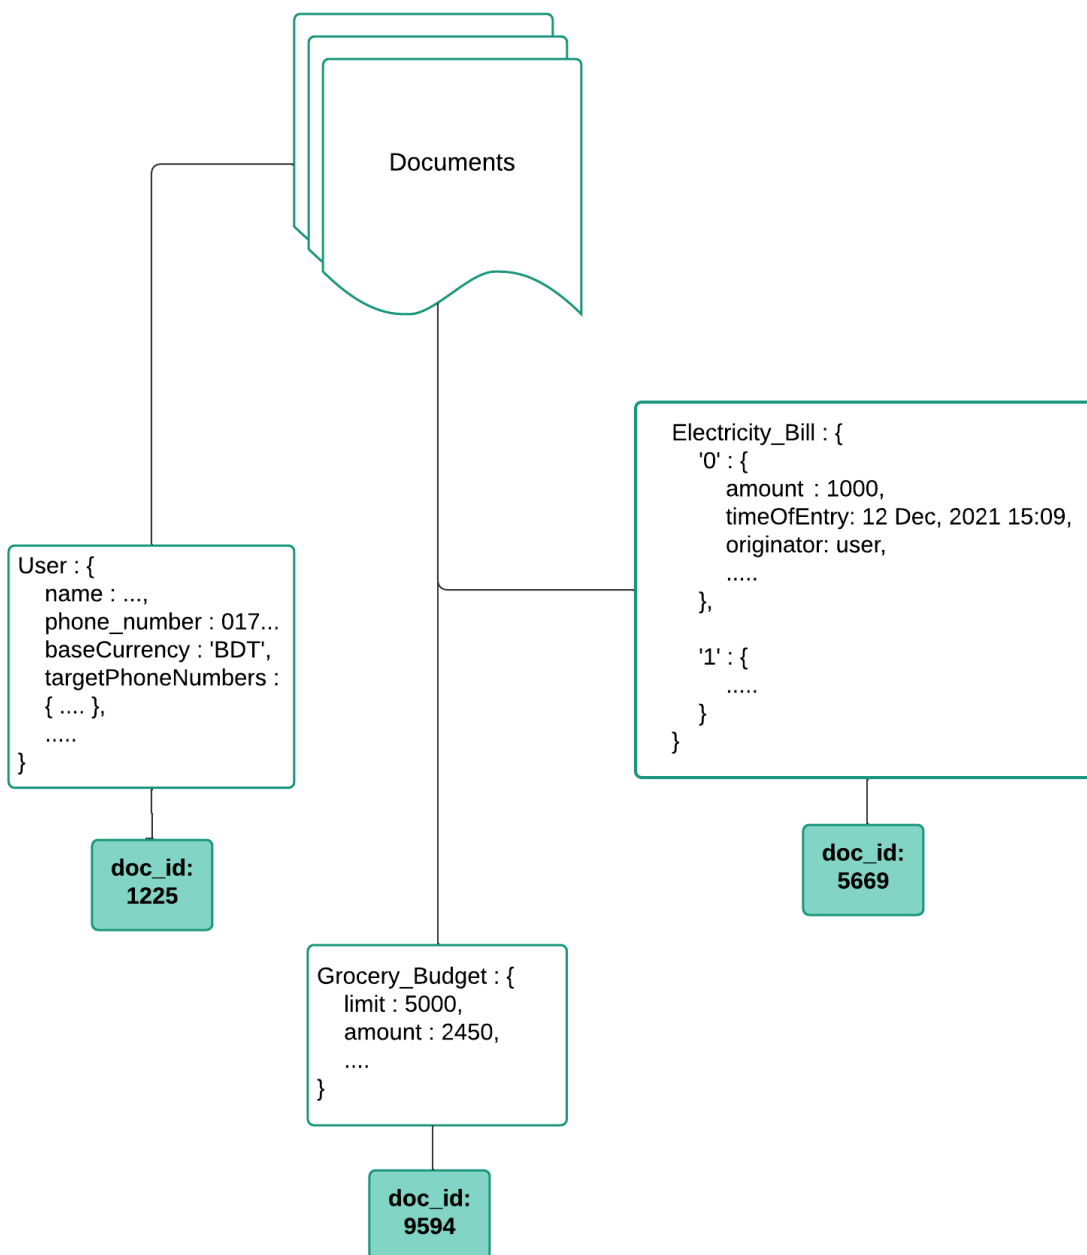 Documents
User : {
name : ...,
phone_number : 017...
baseCurrency : 'BDT',
targetPhoneNumbers :
{ .... },
.....
}
doc_id:
1225
Electricity_Bill : {
'0' : {
amount : 1000,
timeOfEntry: 12 Dec, 2021 15:09,
originator: user,
.....
},
'1' : {
.....
}
}
doc_id:
5669
Grocery_Budget : {
limit : 5000,
amount : 2450,
....
}
doc_id:
9594